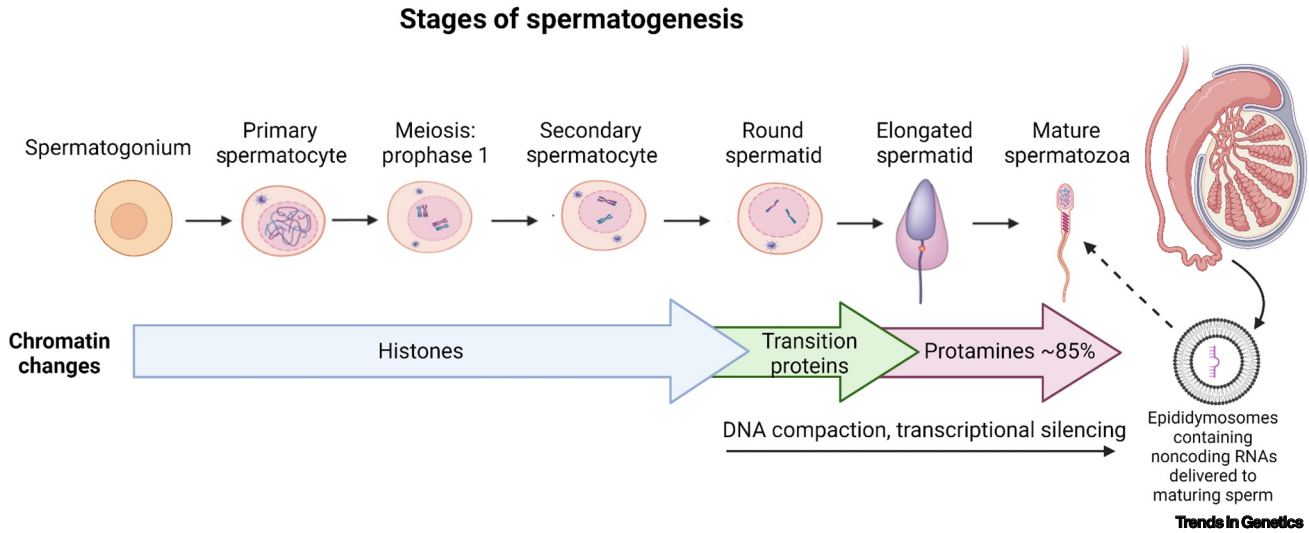 Stages of spermatogenesis
Spermatogonium
Primary
spermatocyte
Meiosis:
prophase 1
Secondary
spermatocyte
Round
spermatid
Elongated
spermatid
Mature
spermatozoa
Chromatin
changes
Histones
Transition
proteins
Protamines ~85%
DNA compaction, transcriptional silencing
Epididymosomes
containing
noncoding RNAs
delivered to
maturing sperm
Trends in Genetics